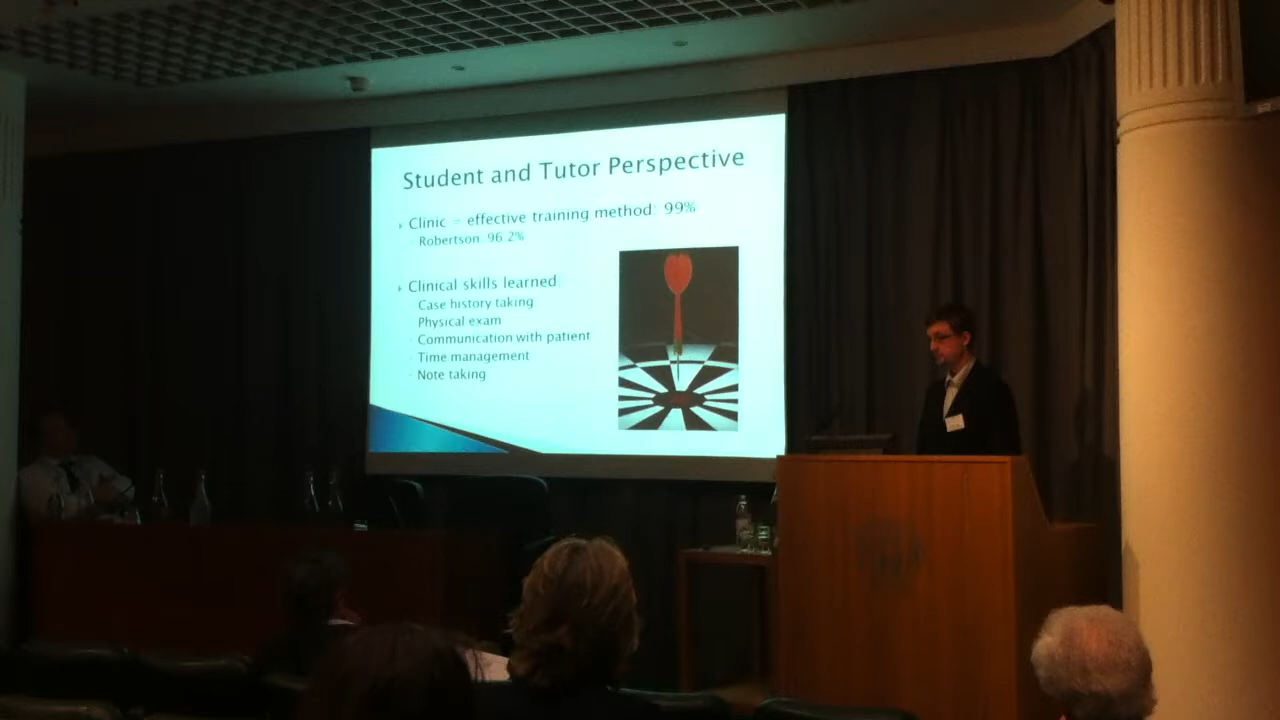 Student and Tutor Perspective
Clinic = effective training method: 99%
Robertson: 96.2%
Clinical skills learned:
Case history taking
Physical exam
Communication with patient
Time management
Note taking